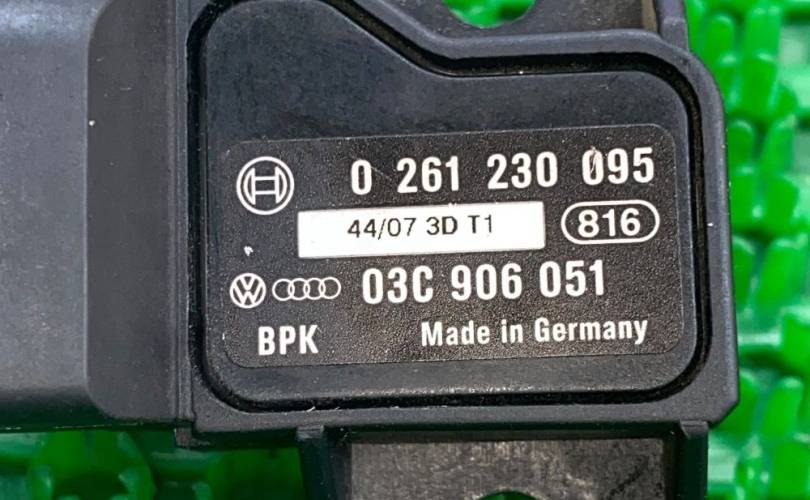 0 261 230 095
44/07 3D T1 816
03C 906 051
BPK Made in Germany